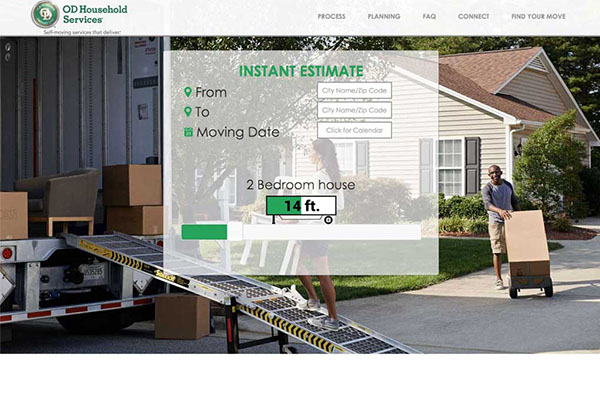 OD Household
Services
Self-moving services that deliver.
PROCESS PLANNING FAQ CONNECT FIND YOUR MOVE
INSTANT ESTIMATE
From City Name/Zip Code
To City Name/Zip Code
Moving Date Click for Calendar
2 Bedroom house
14 ft.